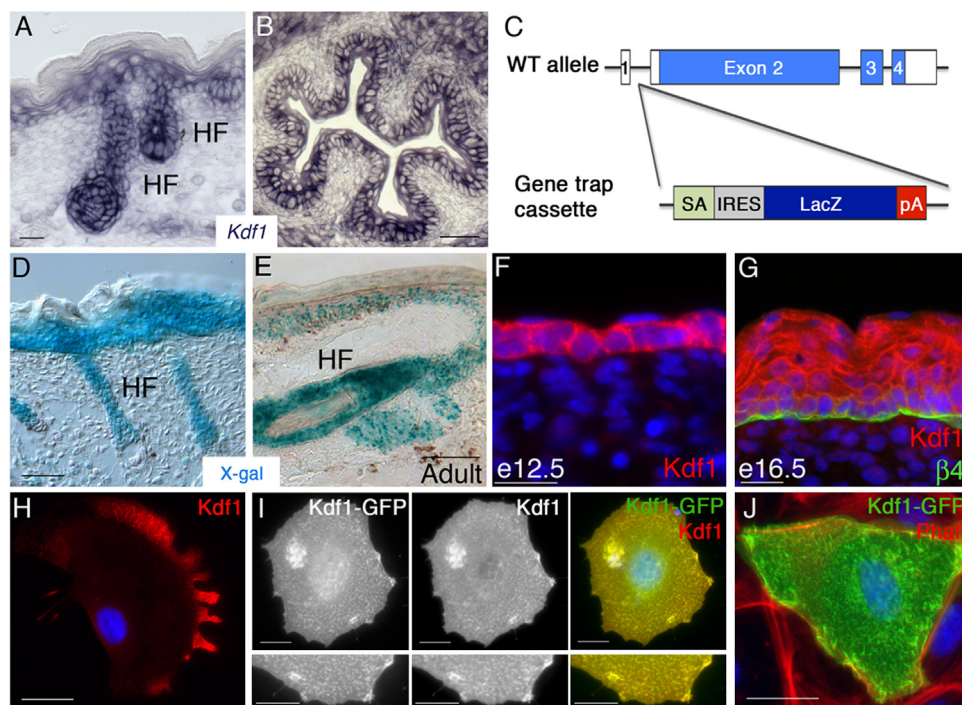 A
HF
HF
B
Kdf1
C
WT allele
1
Exon 2
3
4
Gene trap
cassette
SA
IRES
LacZ
pA
D
HF
X-gal
E
HF
Adult
F
e12.5
Kdf1
G
Kdf1
e16.5
β4
H
Kdf1
I
Kdf1-GFP
Kdf1
Kdf1-GFP
Kdf1
J
Kdf1-GFP
Phall